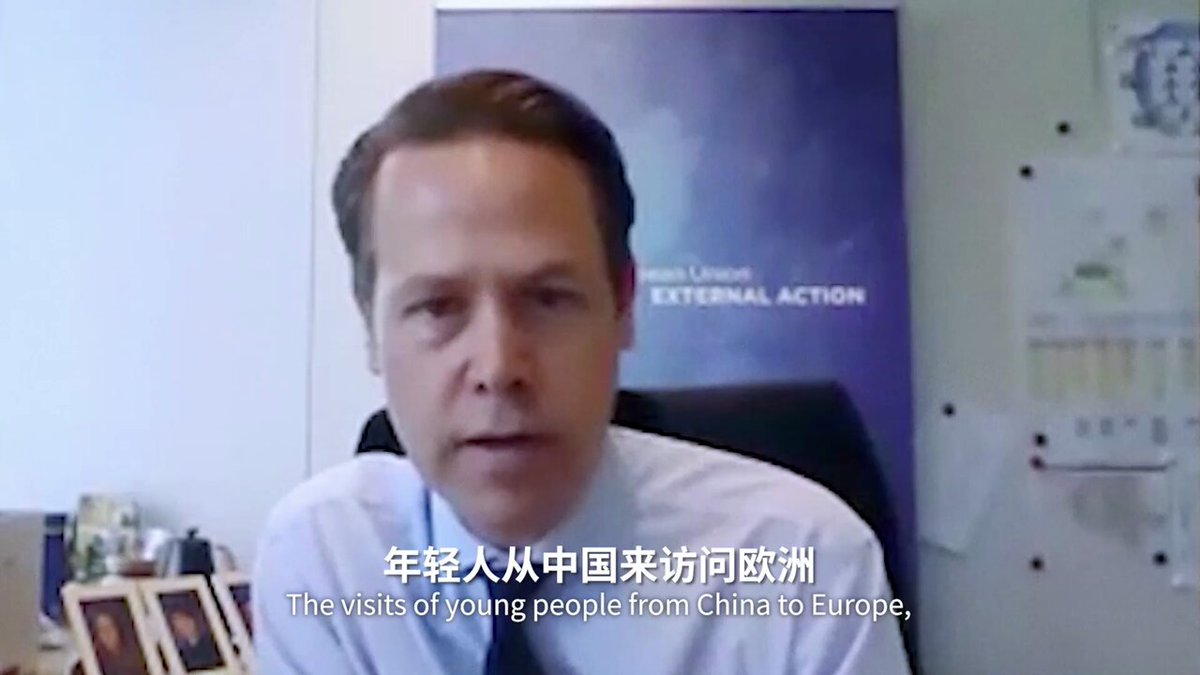 EXTERNAL ACTION
年轻人从中国来访问欧洲
The visits of young people from China to Europe,